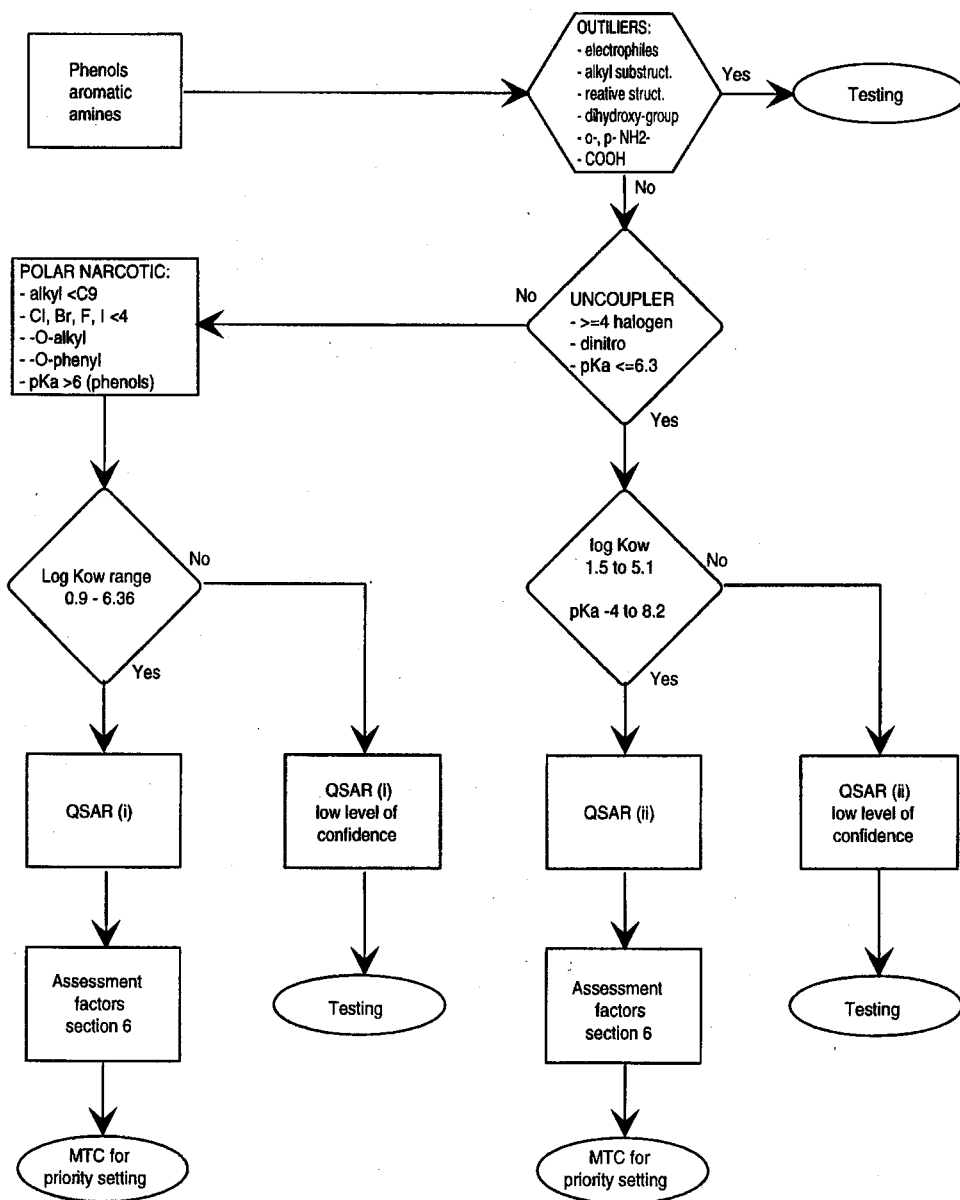 Phenols
aromatic
amines
OUTILIERS:
- electrophiles
- alkyl substruct.
- reative struct.
- dihydroxy-group
- o-, p- NH2-
- COOH
Yes
Testing
No
POLAR NARCOTIC:
- alkyl <C9
- Cl, Br, F, I <4
- -O-alkyl
- -O-phenyl
- pKa >6 (phenols)
No
UNCOUPLER
- >=4 halogen
- dinitro
- pKa <=6.3
Yes
Log Kow range
0.9 - 6.36
No
Yes
log Kow
1.5 to 5.1
pKa -4 to 8.2
No
Yes
QSAR (i)
QSAR (i)
low level of
confidence
QSAR (ii)
QSAR (ii)
low level of
confidence
Assessment
factors
section 6
Testing
Assessment
factors
section 6
Testing
MTC for
priority setting
MTC for
priority setting